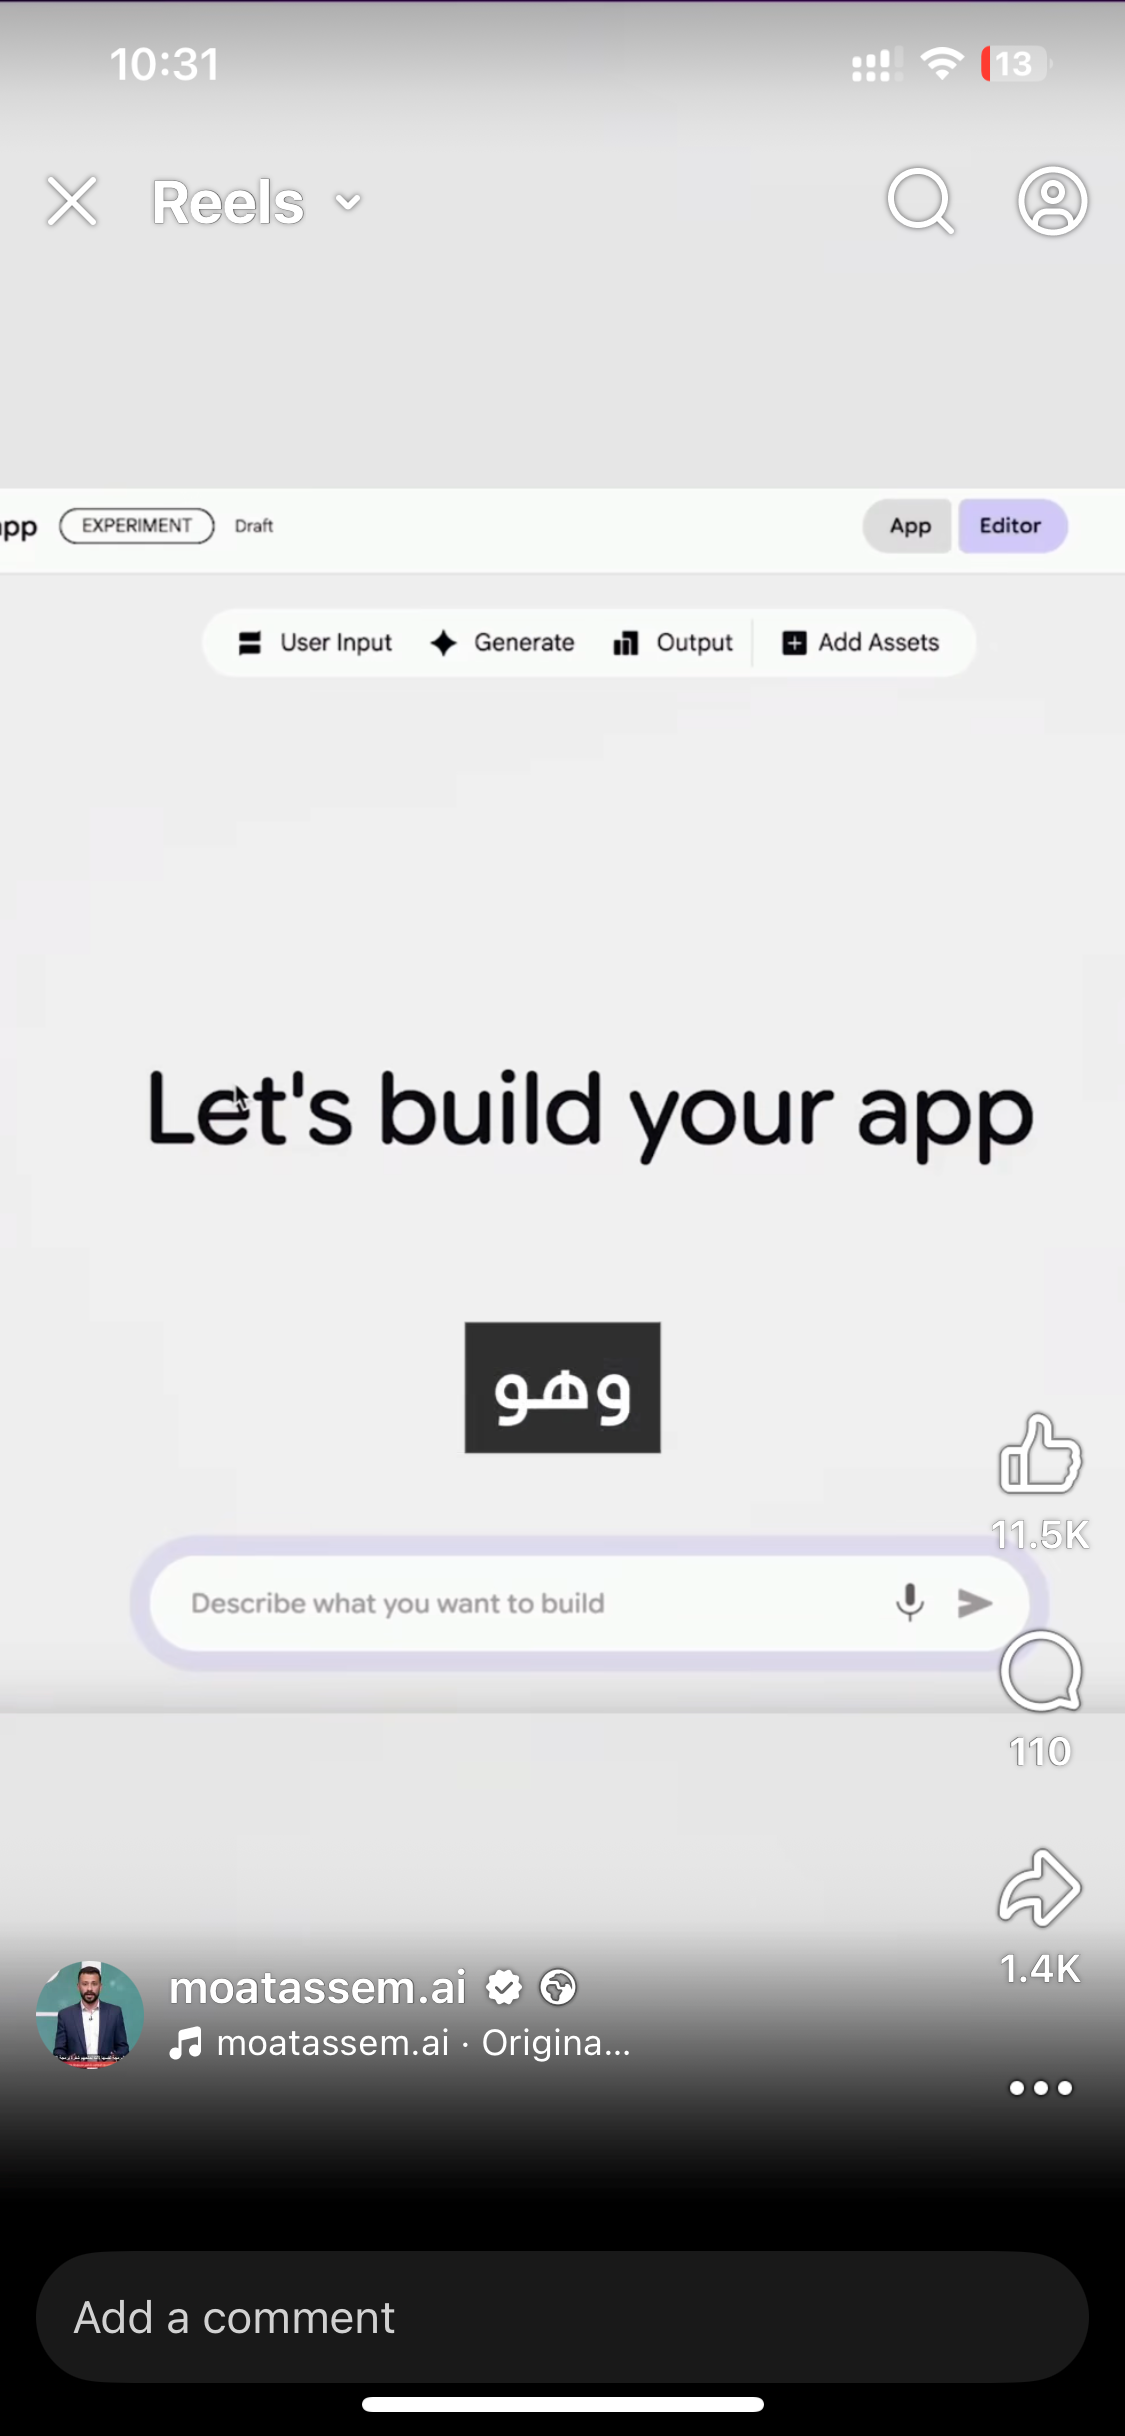 10:31
13
Reels
EXPERIMENT Draft App Editor
User Input Generate Output Add Assets
Let's build your app
وهو
11.5K
Describe what you want to build
110
1.4K
moatassem.ai
moatassem.ai · Origina...
Add a comment